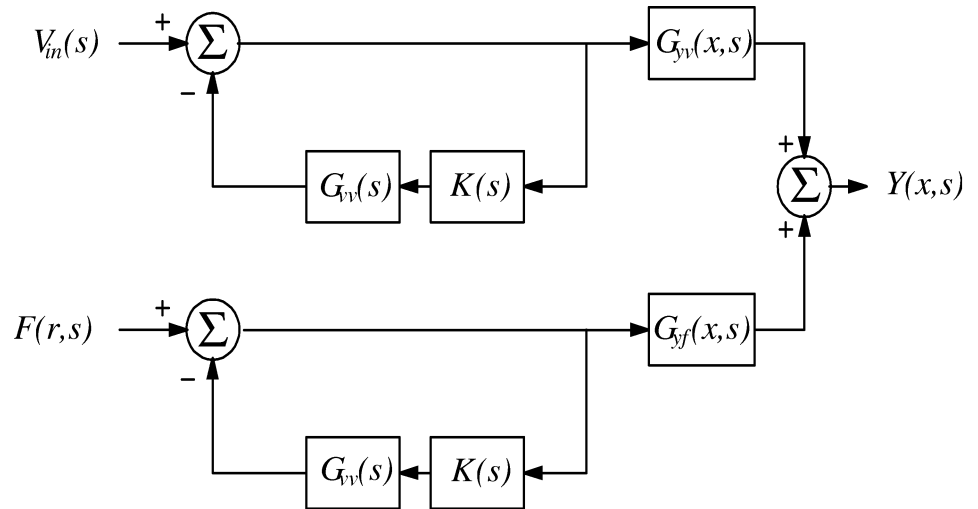 V_in(s) + Σ − G_yv(x,s)
G_vv(s) K(s)
+ Σ + Y(x,s)
F(r,s) + Σ − G_yf(x,s)
G_vv(s) K(s)